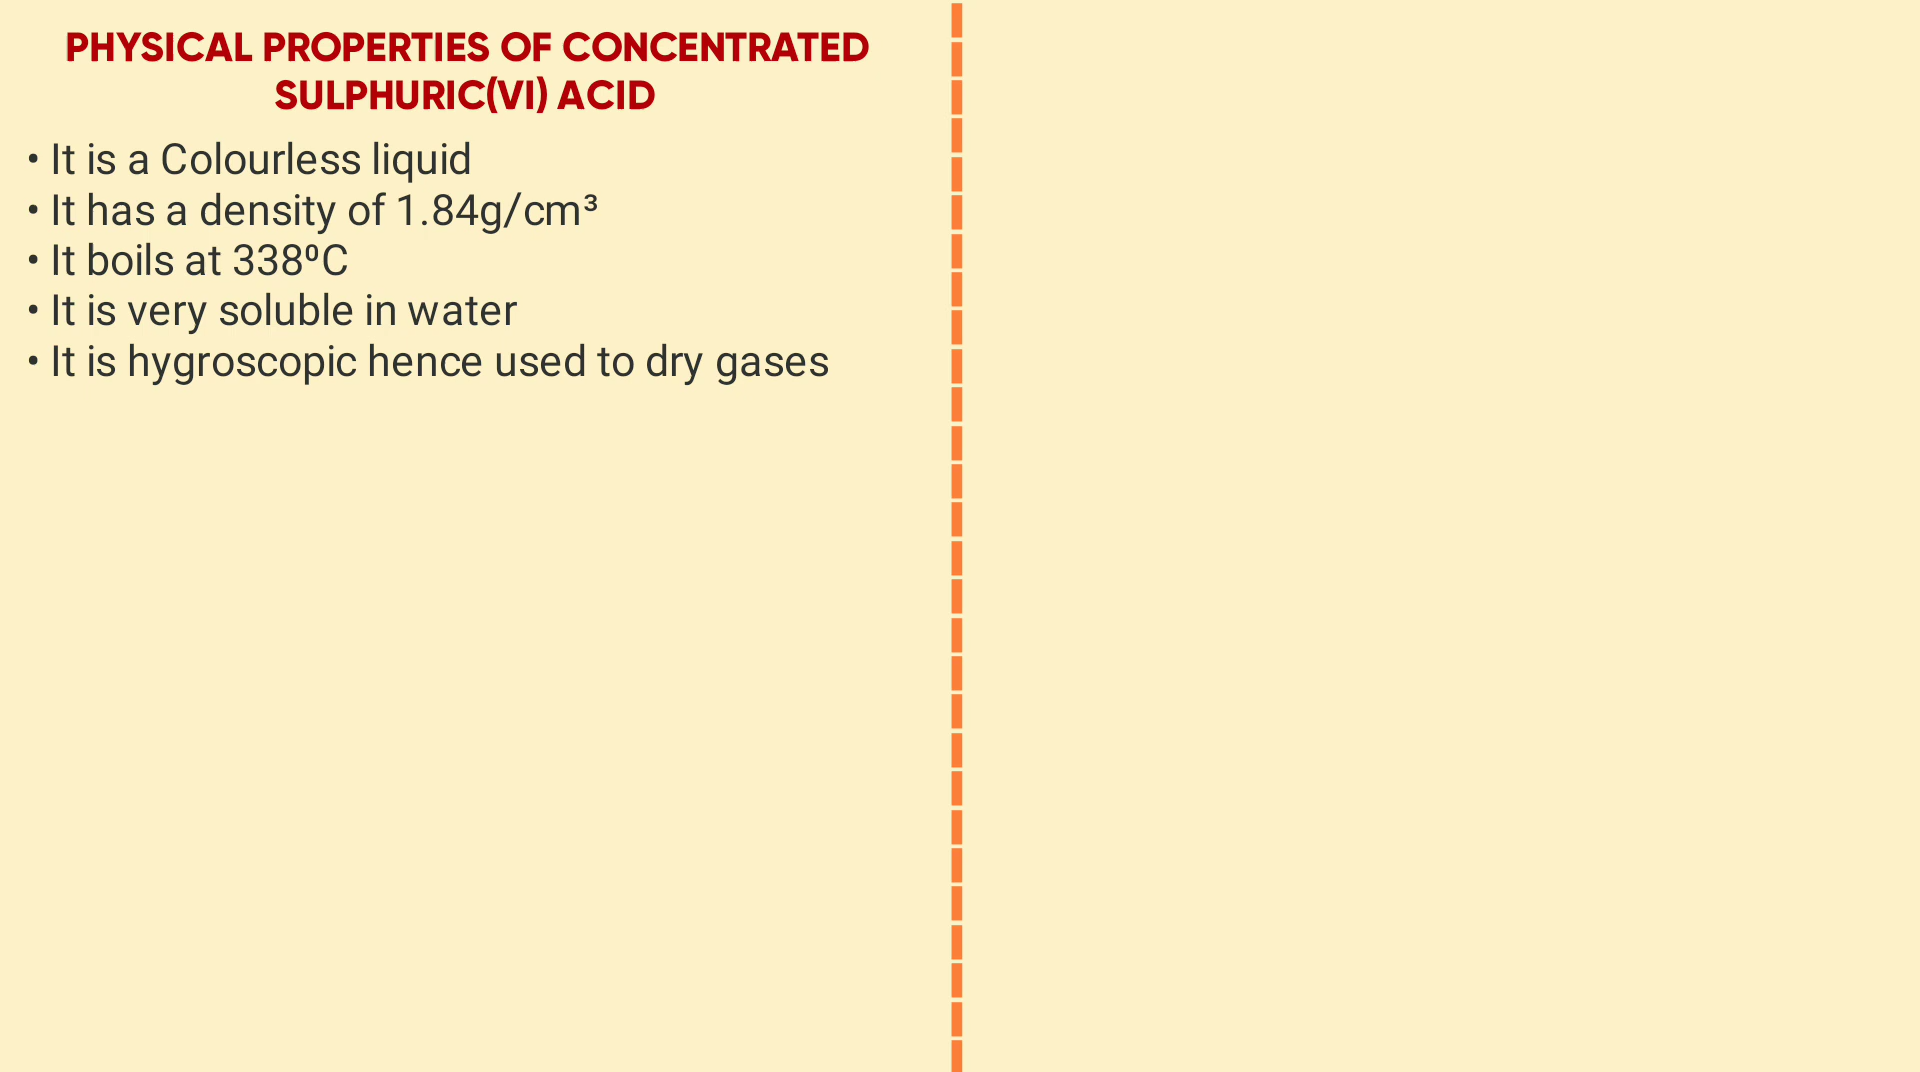 PHYSICAL PROPERTIES OF CONCENTRATED
SULPHURIC(VI) ACID
• It is a Colourless liquid
• It has a density of 1.84g/cm³
• It boils at 338⁰C
• It is very soluble in water
• It is hygroscopic hence used to dry gases